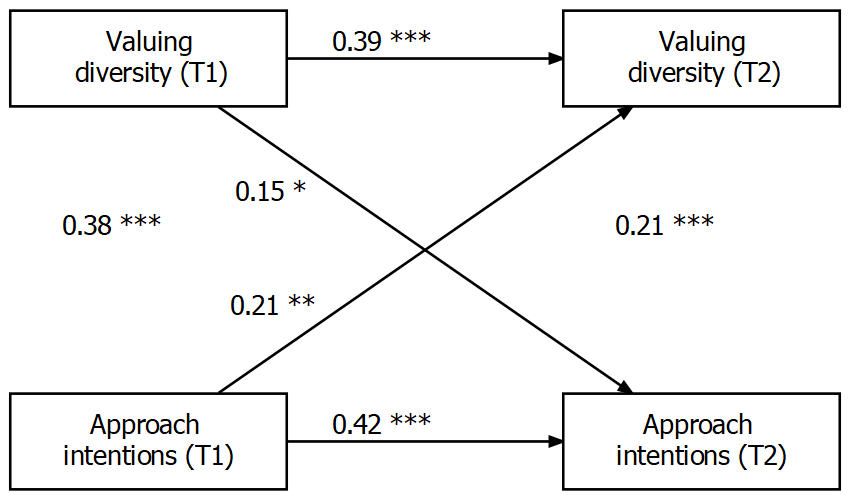 Valuing
diversity (T1)
0.39 ***
Valuing
diversity (T2)
0.15 *
0.38 ***
0.21 ***
0.21 **
Approach
intentions (T1)
0.42 ***
Approach
intentions (T2)